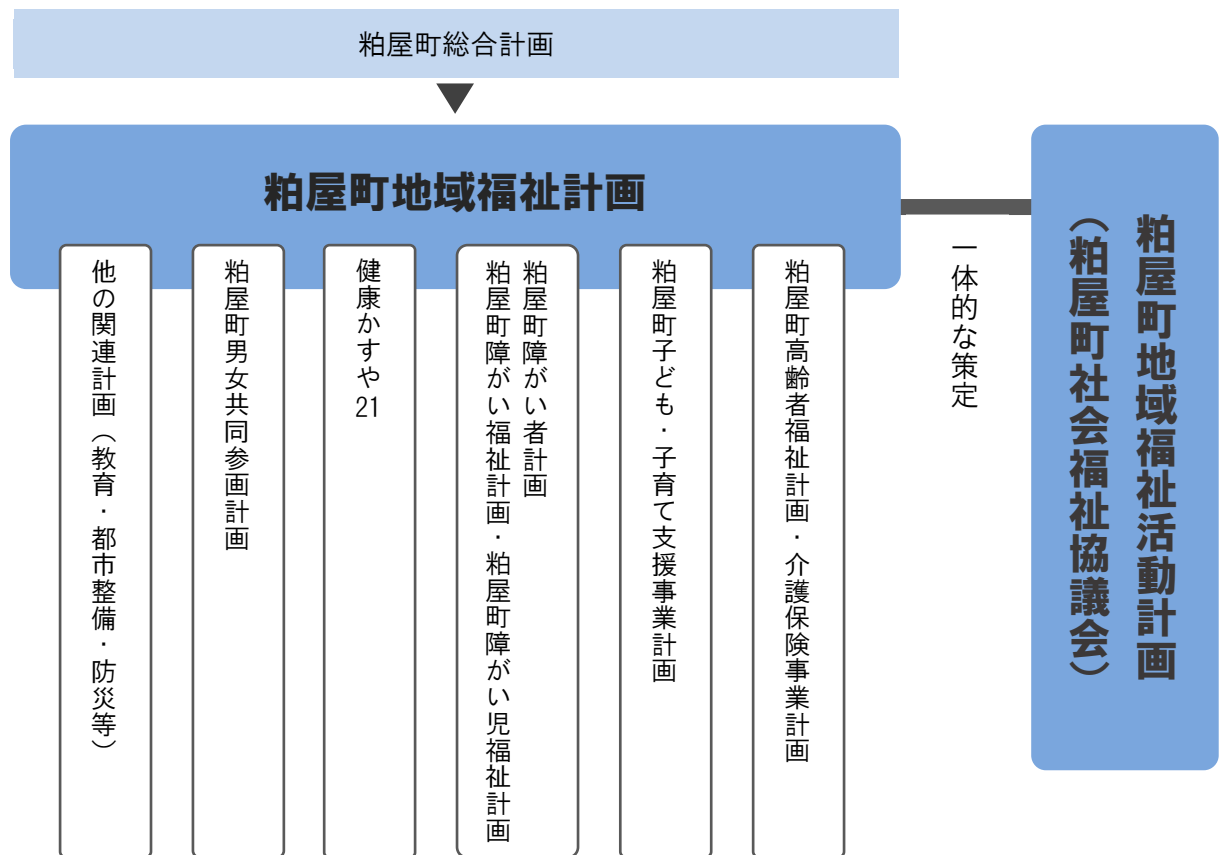 粕屋町総合計画
粕屋町地域福祉計画
粕屋町地域福祉活動計画
（粕屋町社会福祉協議会）
一体的な策定
粕屋町高齢者福祉計画・介護保険事業計画
粕屋町子ども・子育て支援事業計画
粕屋町障がい者計画
粕屋町障がい福祉計画・粕屋町障がい児福祉計画
健康かすや21
粕屋町男女共同参画計画
他の関連計画（教育・都市整備・防災等）